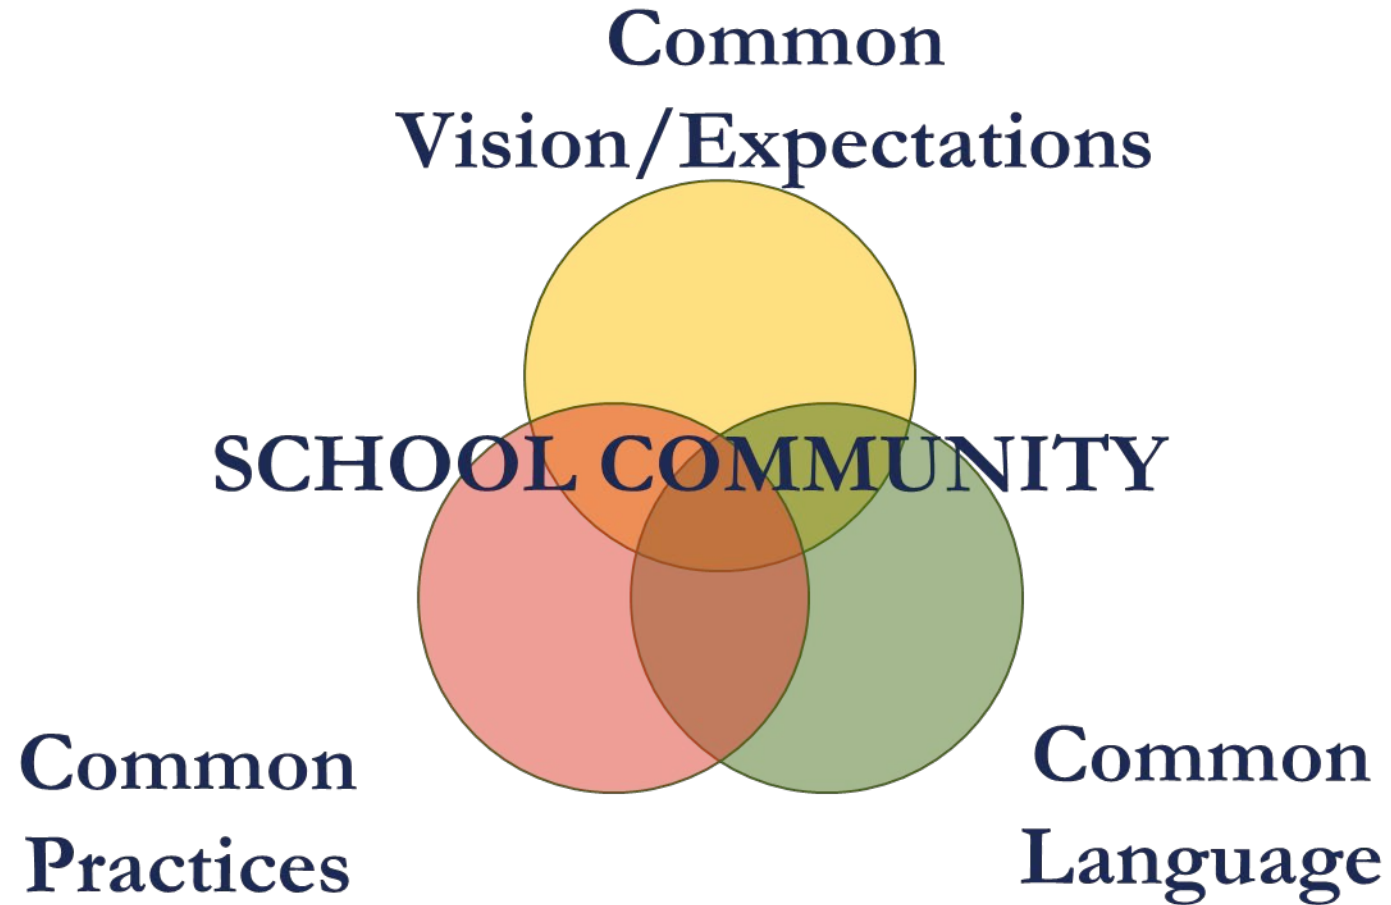 Common
Vision/Expectations
SCHOOL COMMUNITY
Common
Practices
Common
Language